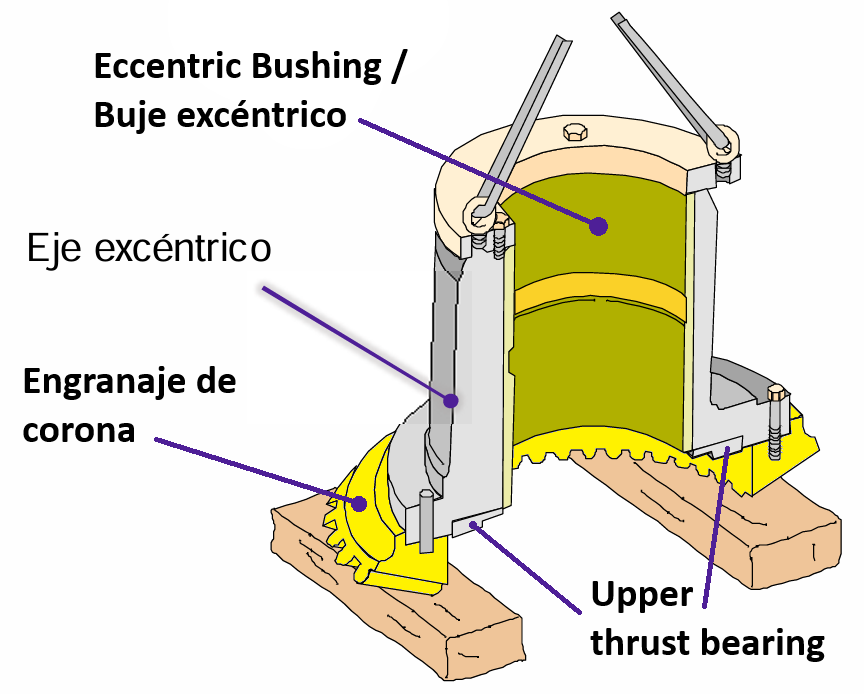 Eccentric Bushing /
Buje excéntrico
Eje excéntrico
Engranaje de
corona
Upper
thrust bearing